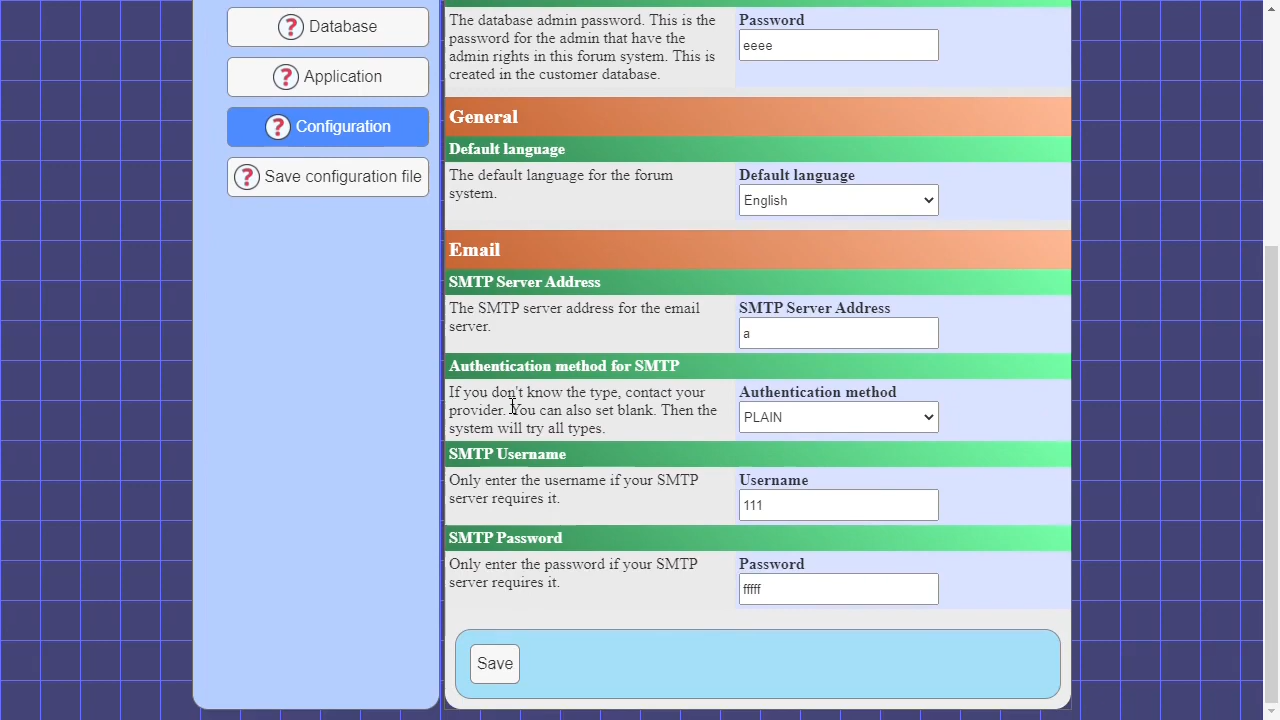 Database
Application
Configuration
Save configuration file
The database admin password. This is the
password for the admin that have the
admin rights in this forum system. This is
created in the customer database.
Password
eeee
General
Default language
The default language for the forum
system.
Default language
English
Email
SMTP Server Address
The SMTP server address for the email
server.
SMTP Server Address
a
Authentication method for SMTP
If you don't know the type, contact your
provider. You can also set blank. Then the
system will try all types.
Authentication method
PLAIN
SMTP Username
Only enter the username if your SMTP
server requires it.
Username
111
SMTP Password
Only enter the password if your SMTP
server requires it.
Password
fffff
Save